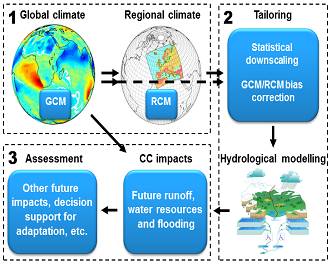 1 Global climate
Regional climate
GCM
RCM
2 Tailoring
Statistical
downscaling
GCM/RCM bias
correction
Hydrological modelling
3 Assessment
CC impacts
Other future
impacts, decision
support for
adaptation, etc.
Future runoff,
water resources
and flooding